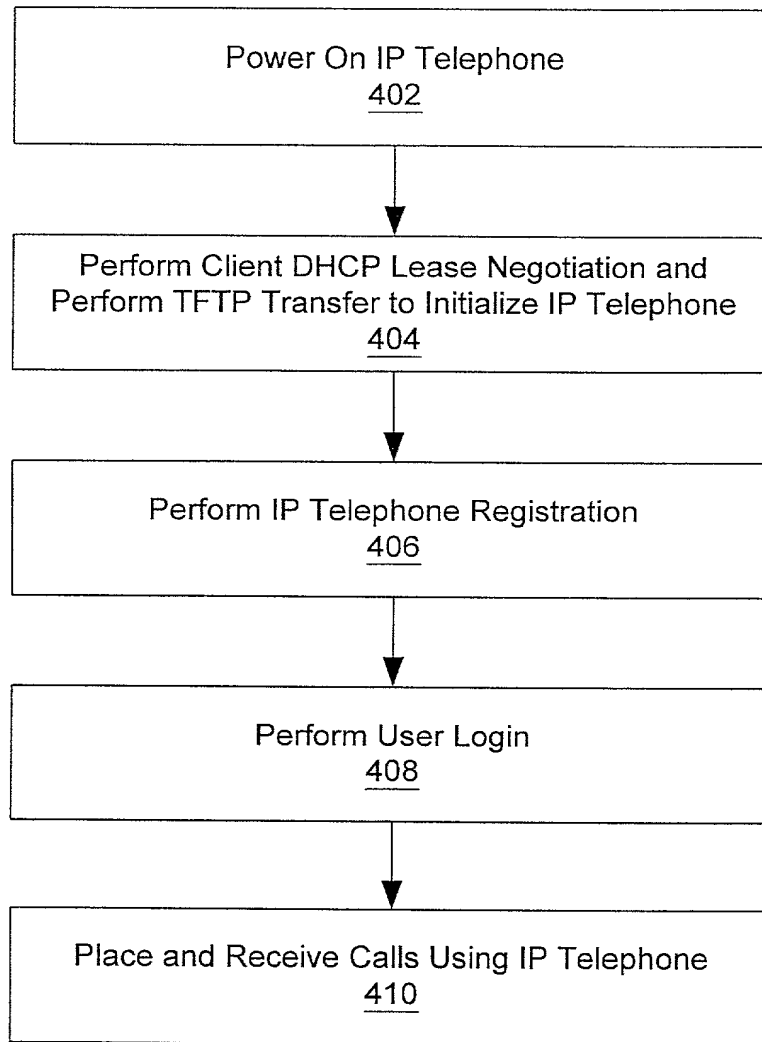 Power On IP Telephone
402
Perform Client DHCP Lease Negotiation and
Perform TFTP Transfer to Initialize IP Telephone
404
Perform IP Telephone Registration
406
Perform User Login
408
Place and Receive Calls Using IP Telephone
410